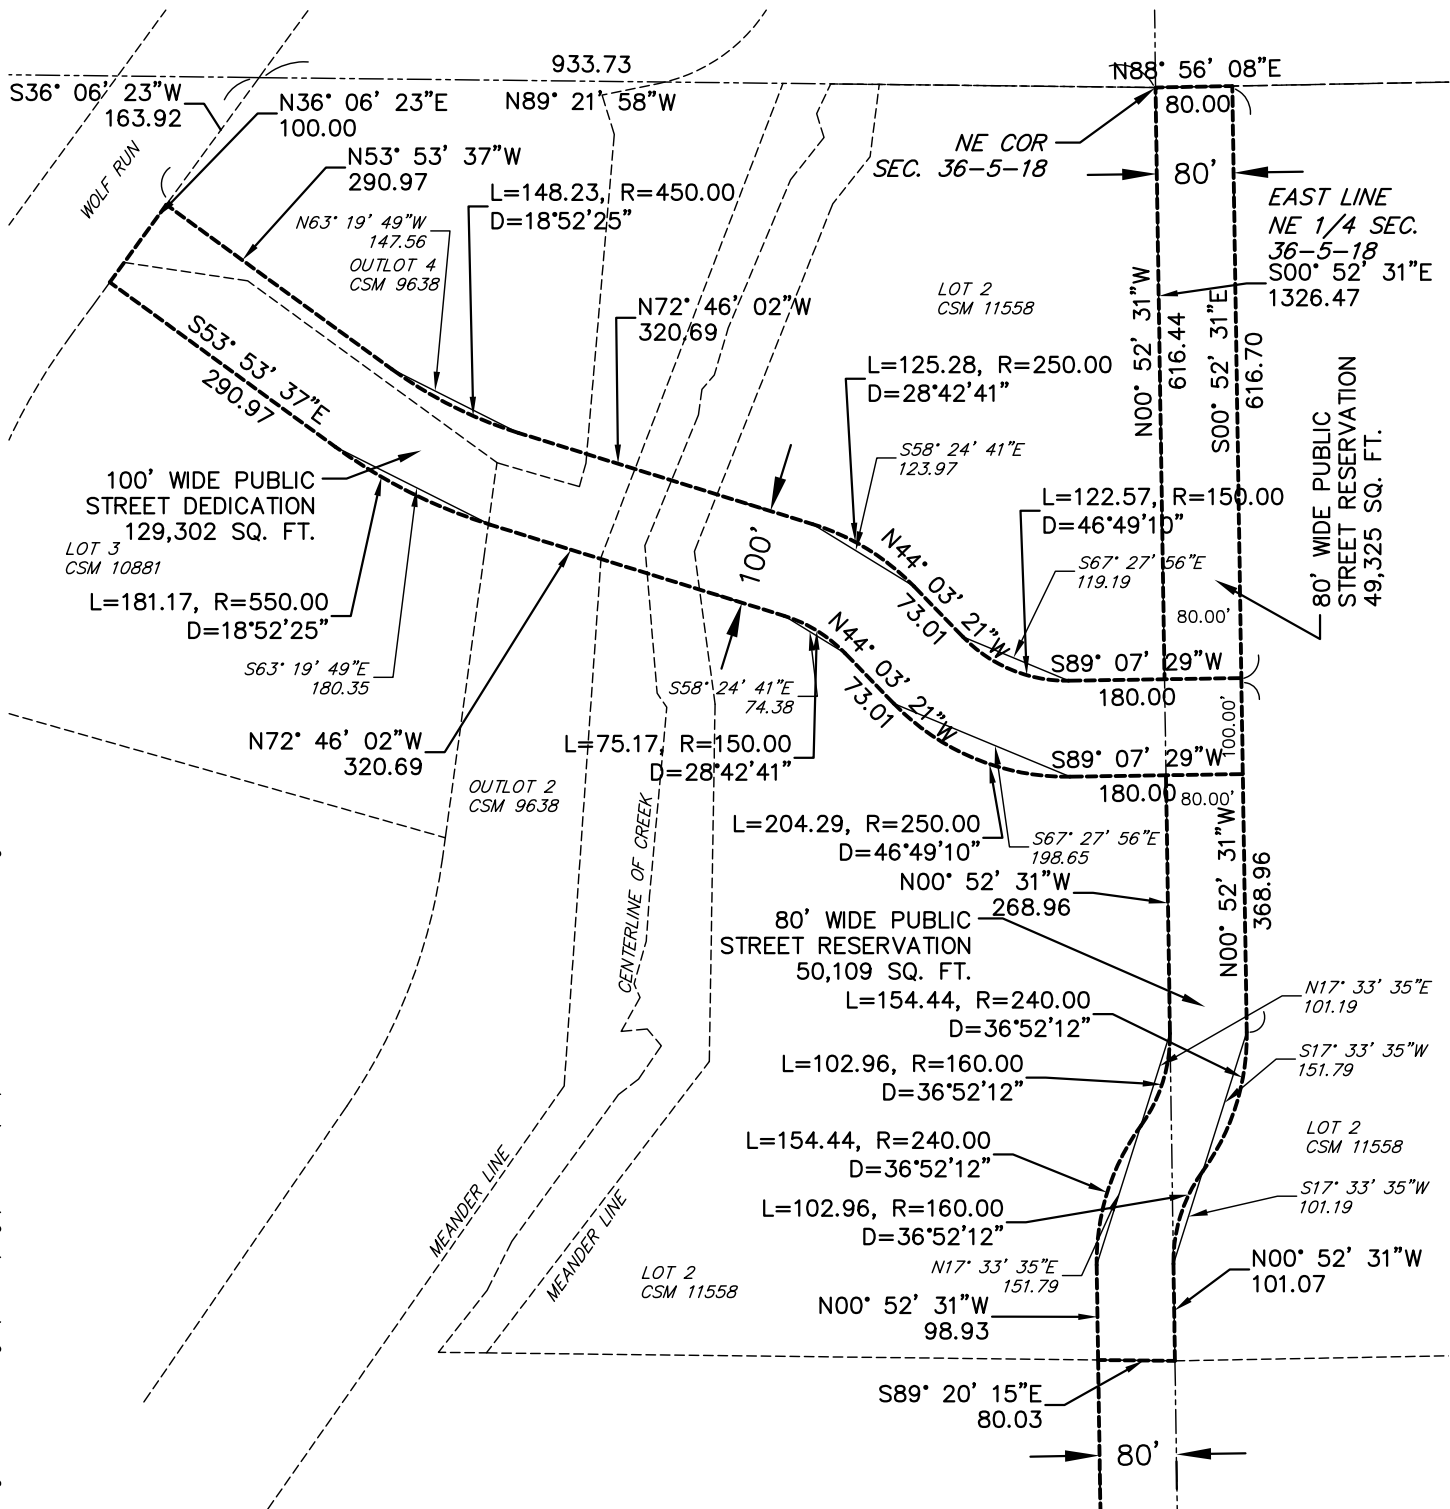 933.73
N89° 21' 58"W
N88° 56' 08"E
80.00
S36° 06' 23"W
163.92
N36° 06' 23"E
100.00
WOLF RUN
N53° 53' 37"W
290.97
L=148.23, R=450.00
D=18°52'25"
N63° 19' 49"W
147.56
OUTLOT 4
CSM 9638
NE COR
SEC. 36-5-18
80'
EAST LINE
NE 1/4 SEC.
36-5-18
S00° 52' 31"E
1326.47
N00° 52' 31"W
616.44
S00° 52' 31"E
616.70
LOT 2
CSM 11558
N72° 46' 02"W
320.69
S53° 53' 37"E
290.97
L=125.28, R=250.00
D=28°42'41"
S58° 24' 41"E
123.97
80' WIDE PUBLIC
STREET RESERVATION
49,325 SQ. FT.
100' WIDE PUBLIC
STREET DEDICATION
129,302 SQ. FT.
LOT 3
CSM 10881
L=122.57, R=150.00
D=46°49'10"
S67° 27' 56"E
119.19
100'
N44° 03' 21"W
73.01
80.00'
L=181.17, R=550.00
D=18°52'25"
S63° 19' 49"E
180.35
N44° 03' 21"W
73.01
S89° 07' 29"W
180.00
S58° 24' 41"E
74.38
100.00'
N72° 46' 02"W
320.69
L=75.17, R=150.00
D=28°42'41"
S89° 07' 29"W
180.00
80.00'
OUTLOT 2
CSM 9638
CENTERLINE OF CREEK
L=204.29, R=250.00
D=46°49'10"
S67° 27' 56"E
198.65
N00° 52' 31"W
268.96
N00° 52' 31"W
368.96
80' WIDE PUBLIC
STREET RESERVATION
50,109 SQ. FT.
L=154.44, R=240.00
D=36°52'12"
N17° 33' 35"E
101.19
L=102.96, R=160.00
D=36°52'12"
S17° 33' 35"W
151.79
L=154.44, R=240.00
D=36°52'12"
LOT 2
CSM 11558
MEANDER LINE
L=102.96, R=160.00
D=36°52'12"
S17° 33' 35"W
101.19
MEANDER LINE
N17° 33' 35"E
151.79
N00° 52' 31"W
101.07
LOT 2
CSM 11558
N00° 52' 31"W
98.93
S89° 20' 15"E
80.03
80'